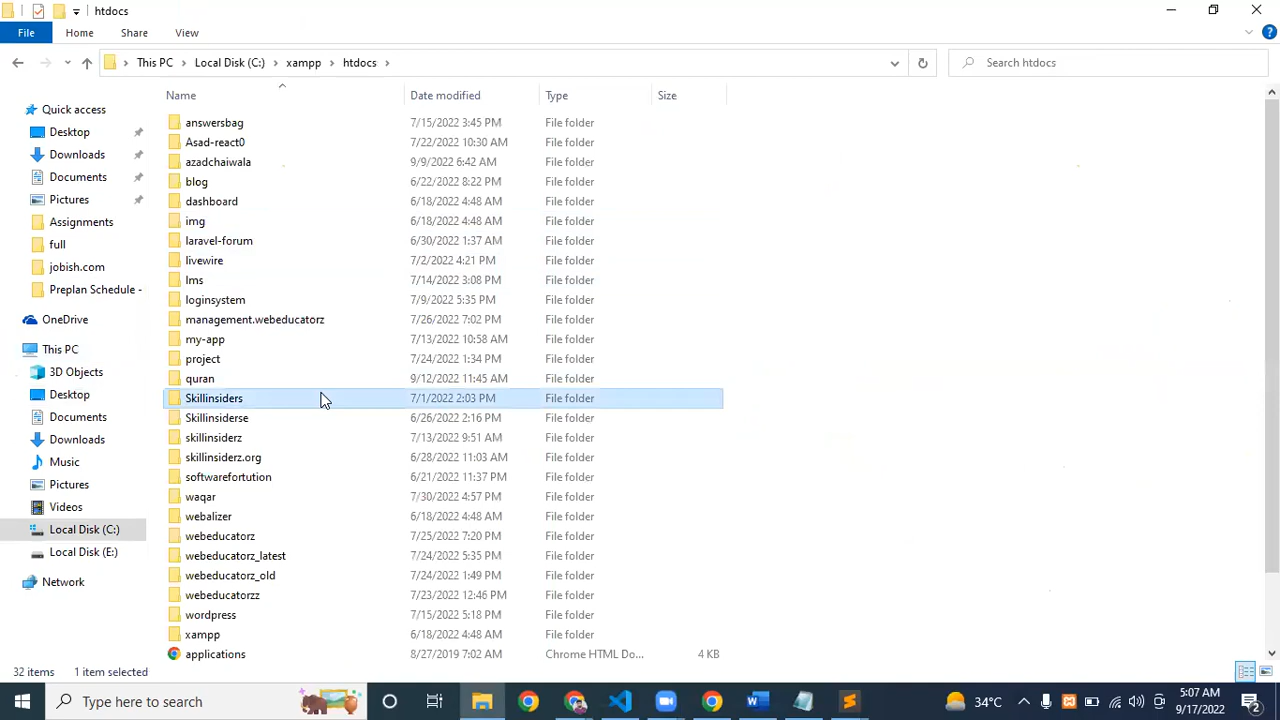 htdocs
File Home Share View
This PC Local Disk (C:) xampp htdocs Search htdocs
Name Date modified Type Size
Quick access
Desktop
Downloads
Documents
Pictures
Assignments
full
jobish.com
Preplan Schedule -
OneDrive
This PC
3D Objects
Desktop
Documents
Downloads
Music
Pictures
Videos
Local Disk (C:)
Local Disk (E:)
Network
answersbag 7/15/2022 3:45 PM File folder
Asad-react0 7/22/2022 10:30 AM File folder
azadchaiwala 9/9/2022 6:42 AM File folder
blog 6/22/2022 8:22 PM File folder
dashboard 6/18/2022 4:48 AM File folder
img 6/18/2022 4:48 AM File folder
laravel-forum 6/30/2022 1:37 AM File folder
livewire 7/2/2022 4:21 PM File folder
lms 7/14/2022 3:08 PM File folder
loginsystem 7/9/2022 5:35 PM File folder
management.webeducatorz 7/26/2022 7:02 PM File folder
my-app 7/13/2022 10:58 AM File folder
project 7/24/2022 1:34 PM File folder
quran 9/12/2022 11:45 AM File folder
Skillinsiders 7/1/2022 2:03 PM File folder
Skillinsiderse 6/26/2022 2:16 PM File folder
skillinsiderz 7/13/2022 9:51 AM File folder
skillinsiderz.org 6/28/2022 11:03 AM File folder
softwarefortution 6/21/2022 11:37 PM File folder
waqar 7/30/2022 4:57 PM File folder
webalizer 6/18/2022 4:48 AM File folder
webeducatorz 7/25/2022 7:20 PM File folder
webeducatorz_latest 7/24/2022 5:35 PM File folder
webeducatorz_old 7/24/2022 1:49 PM File folder
webeducatorzz 7/23/2022 12:46 PM File folder
wordpress 7/15/2022 5:18 PM File folder
xampp 6/18/2022 4:48 AM File folder
applications 8/27/2019 7:02 AM Chrome HTML Do... 4 KB
32 items 1 item selected
Type here to search
34°C
5:07 AM
9/17/2022
2